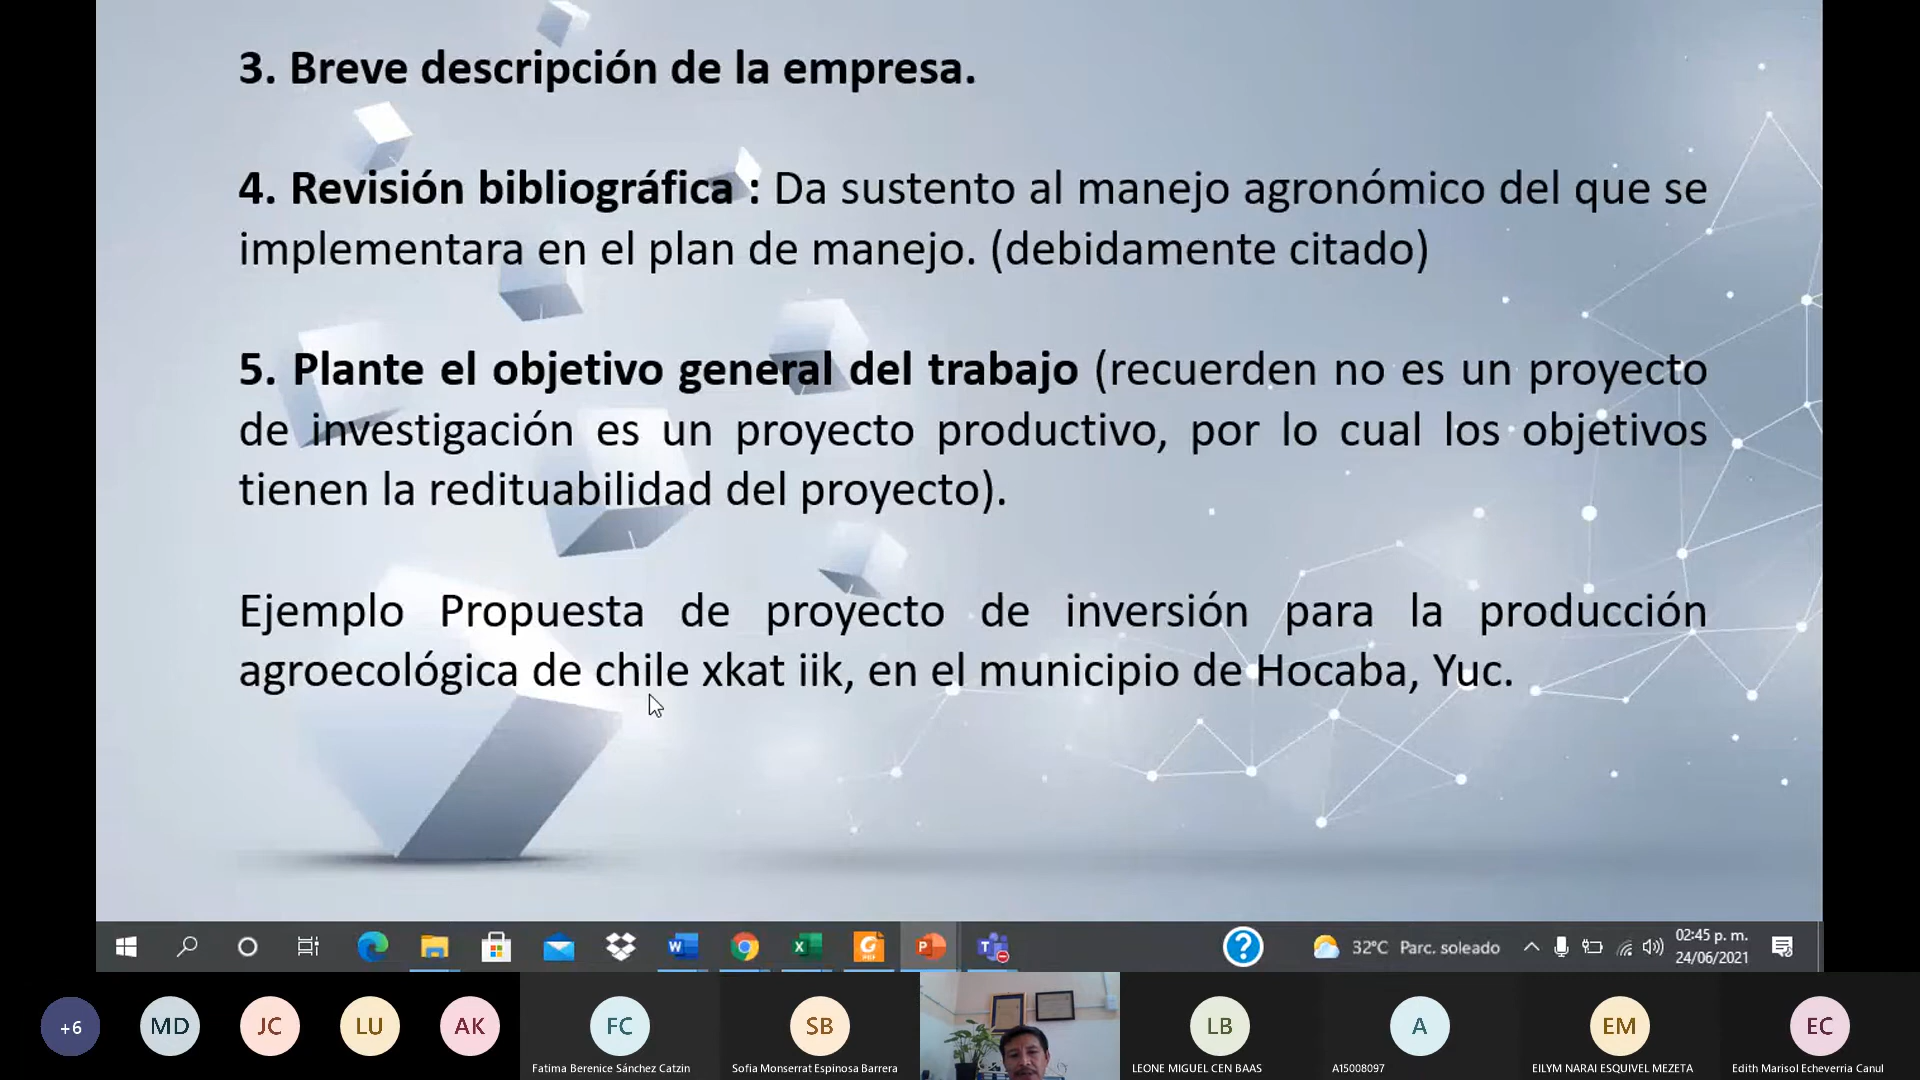 3. Breve descripción de la empresa.
4. Revisión bibliográfica : Da sustento al manejo agronómico del que se
implementara en el plan de manejo. (debidamente citado)
5. Plante el objetivo general del trabajo (recuerden no es un proyecto
de investigación es un proyecto productivo, por lo cual los objetivos
tienen la redituabilidad del proyecto).
Ejemplo Propuesta de proyecto de inversión para la producción
agroecológica de chile xkat iik, en el municipio de Hocaba, Yuc.
32°C Parc. soleado
02:45 p. m.
24/06/2021
+6
MD
JC
LU
AK
FC
SB
LB
A
EM
EC
Fatima Berenice Sánchez Catzin
Sofia Monserrat Espinosa Barrera
LEONE MIGUEL CEN BAAS
A15008097
EILYM NARAI ESQUIVEL MEZETA
Edith Marisol Echeverria Canul